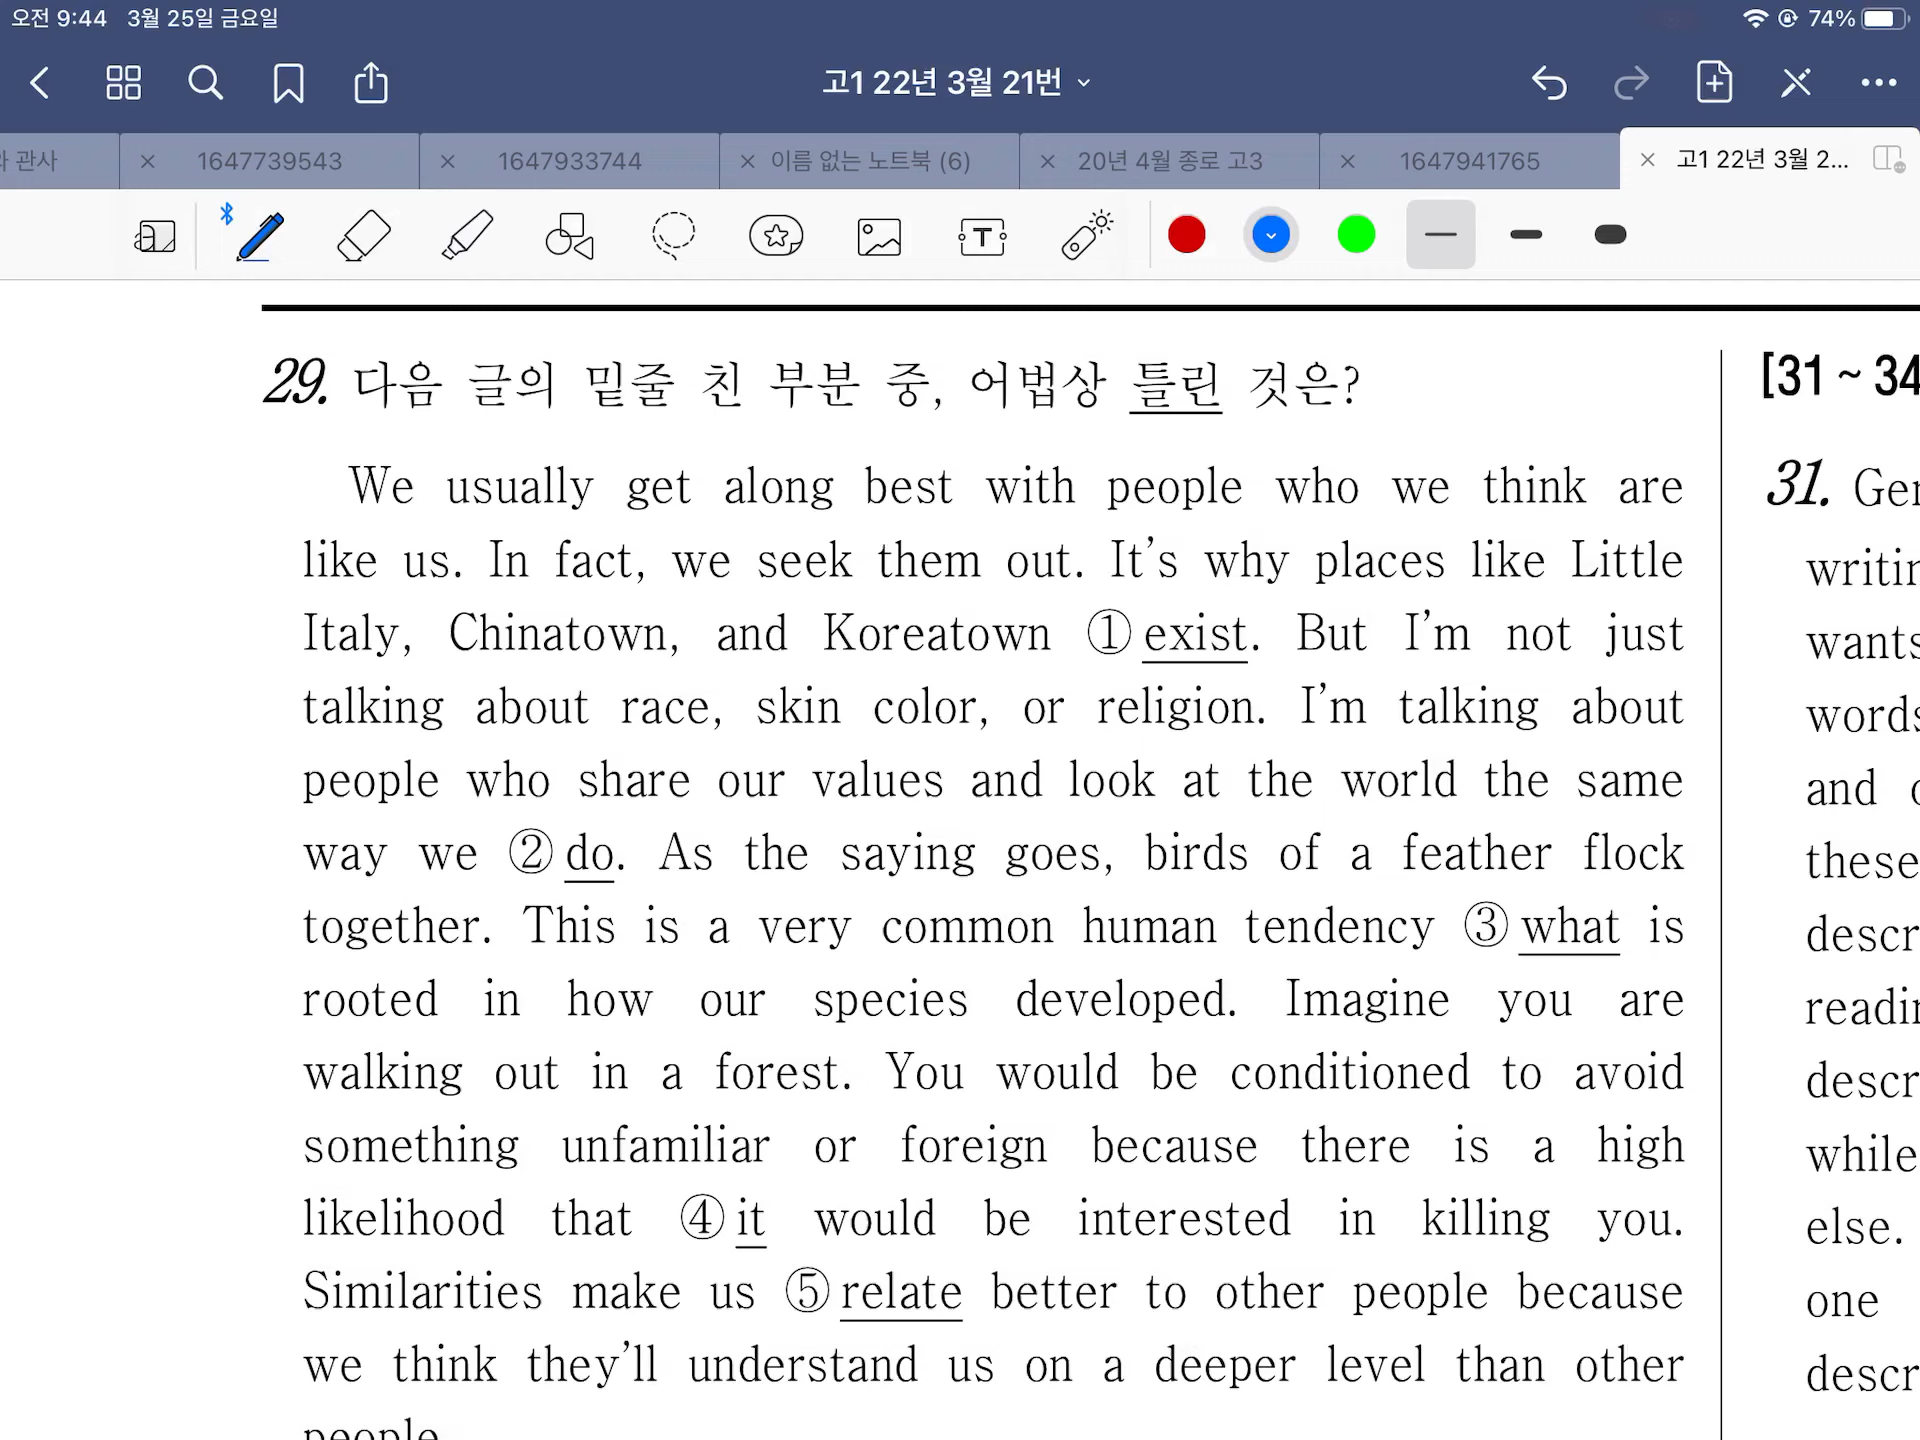 오전 9:44 3월 25일 금요일
74%
고1 22년 3월 21번
관사
1647739543
1647933744
이름 없는 노트북 (6)
20년 4월 종로 고3
1647941765
고1 22년 3월 2...
29. 다음 글의 밑줄 친 부분 중, 어법상 틀린 것은?
We usually get along best with people who we think are
like us. In fact, we seek them out. It's why places like Little
Italy, Chinatown, and Koreatown ① exist. But I'm not just
talking about race, skin color, or religion. I'm talking about
people who share our values and look at the world the same
way we ② do. As the saying goes, birds of a feather flock
together. This is a very common human tendency ③ what is
rooted in how our species developed. Imagine you are
walking out in a forest. You would be conditioned to avoid
something unfamiliar or foreign because there is a high
likelihood that ④ it would be interested in killing you.
Similarities make us ⑤ relate better to other people because
we think they'll understand us on a deeper level than other
people.
[31 ~ 34
31. Ger
writin
wants
words
and
these
descr
readin
descr
while
else.
one
descr